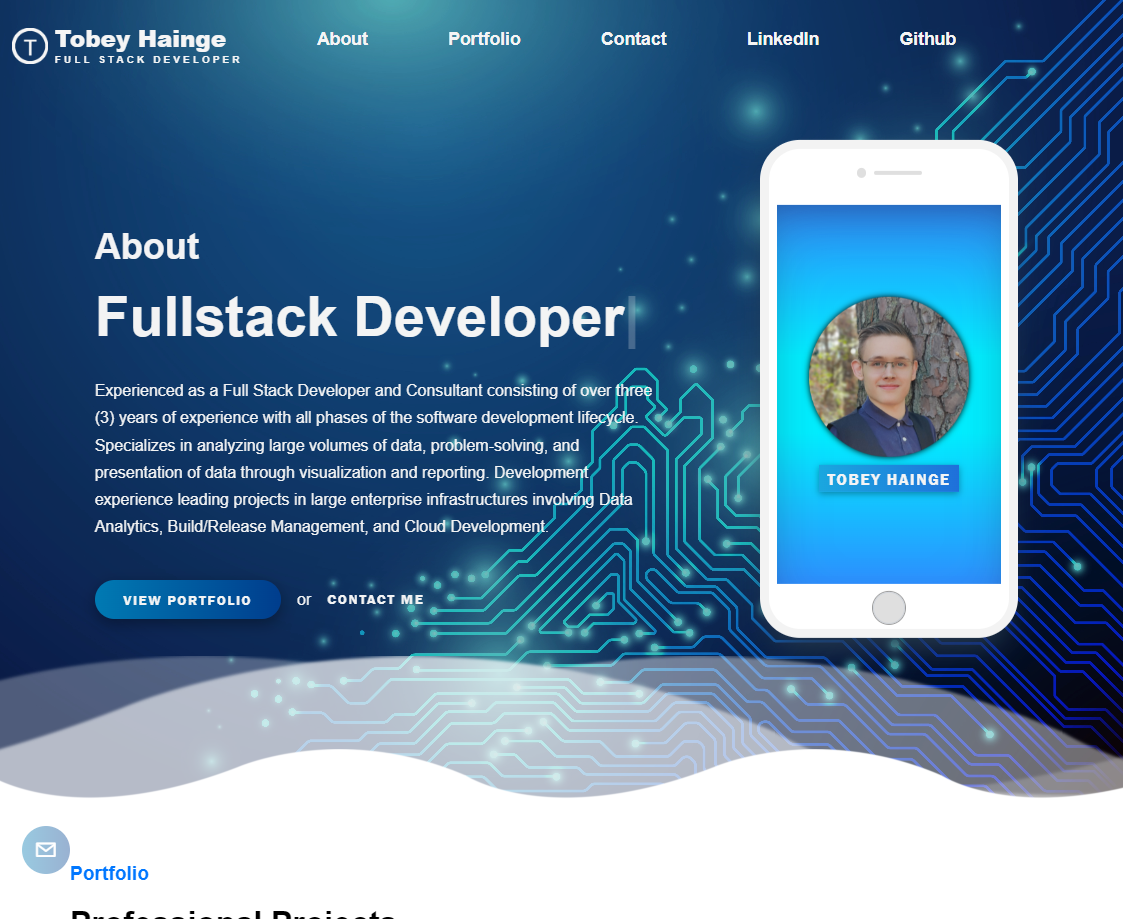 Tobey Hainge
FULL STACK DEVELOPER
About
Portfolio
Contact
LinkedIn
Github
About
Fullstack Developer
Experienced as a Full Stack Developer and Consultant consisting of over three
(3) years of experience with all phases of the software development lifecycle.
Specializes in analyzing large volumes of data, problem-solving, and
presentation of data through visualization and reporting. Development
experience leading projects in large enterprise infrastructures involving Data
Analytics, Build/Release Management, and Cloud Development.
VIEW PORTFOLIO or CONTACT ME
TOBEY HAINGE
Portfolio
Professional Projects